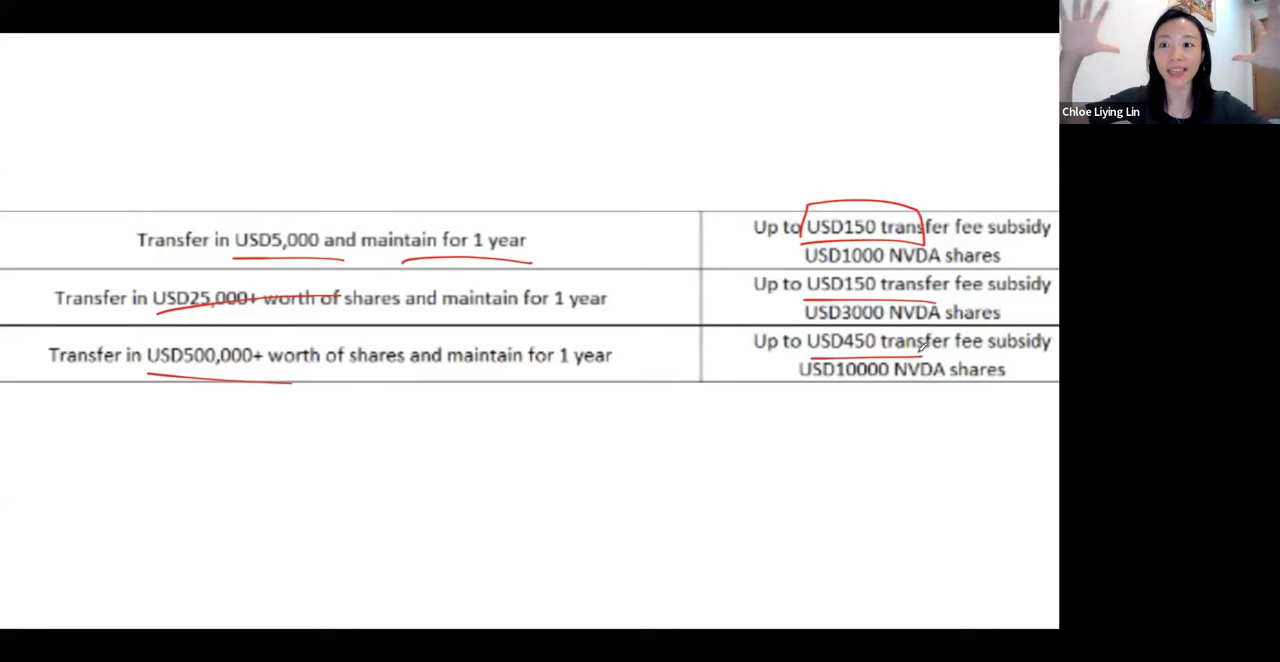 Chloe Liying Lin
Transfer in USD5,000 and maintain for 1 year
Up to USD150 transfer fee subsidy
USD1000 NVDA shares
Transfer in USD25,000+ worth of shares and maintain for 1 year
Up to USD150 transfer fee subsidy
USD3000 NVDA shares
Transfer in USD500,000+ worth of shares and maintain for 1 year
Up to USD450 transfer fee subsidy
USD10000 NVDA shares